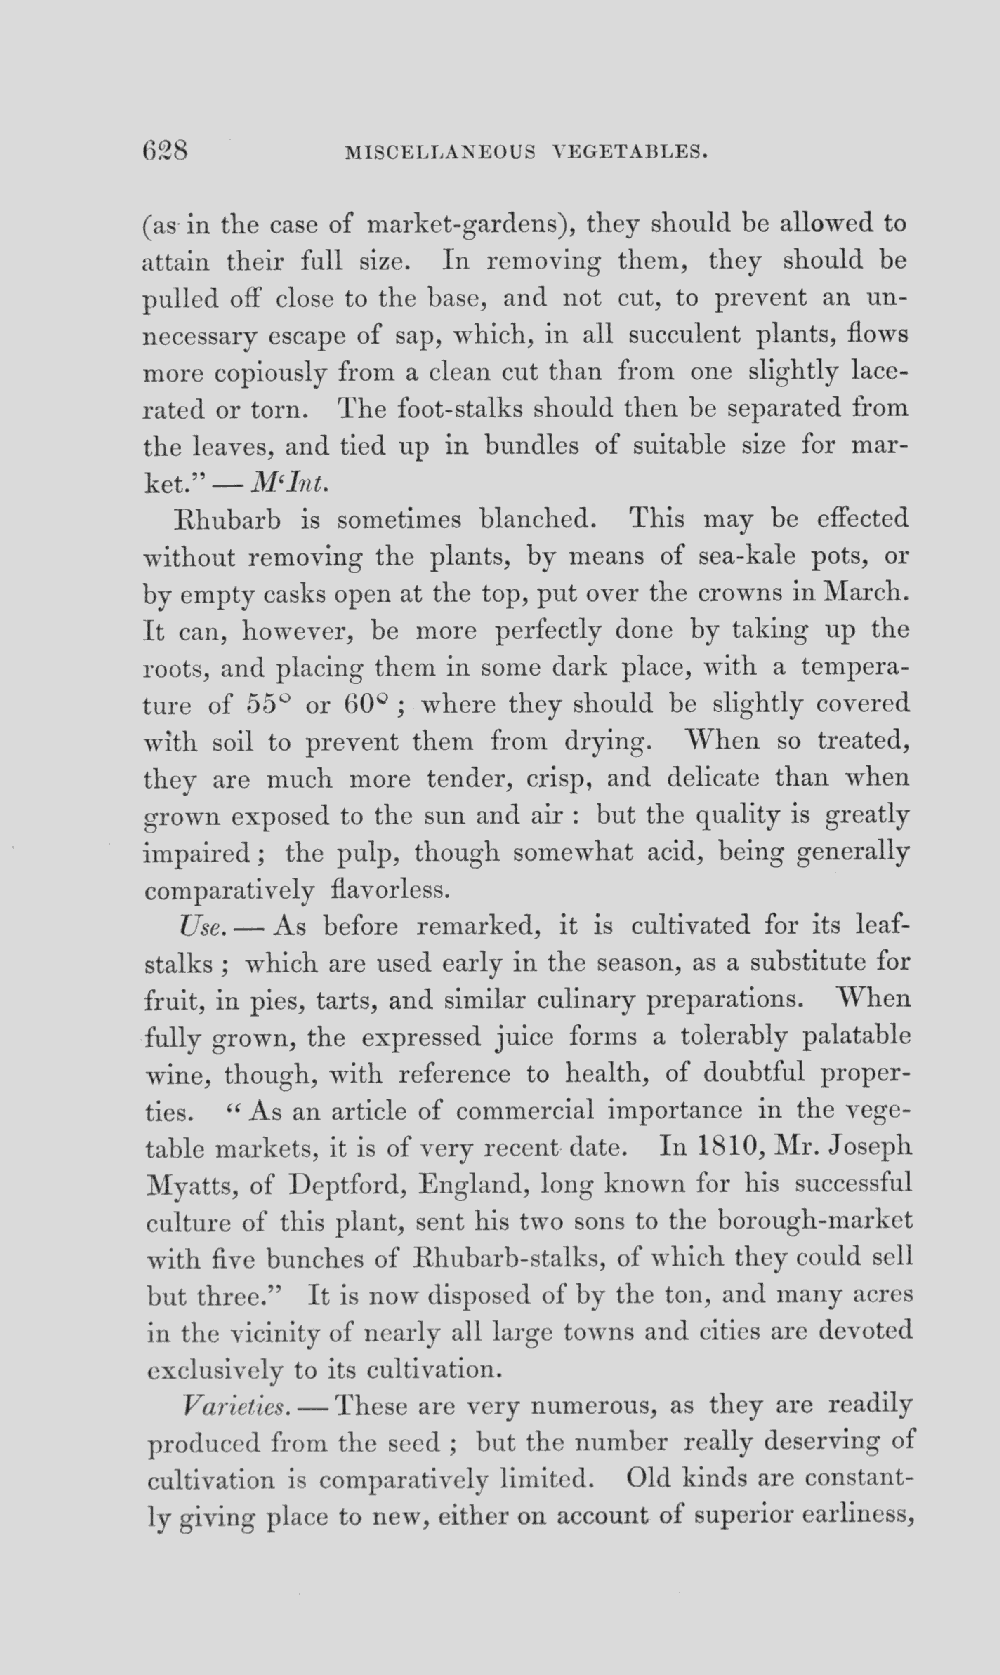 628 MISCELLANEOUS VEGETABLES.
(as in the case of market-gardens), they should be allowed to
attain their full size. In removing them, they should be
pulled off close to the base, and not cut, to prevent an un-
necessary escape of sap, which, in all succulent plants, flows
more copiously from a clean cut than from one slightly lace-
rated or torn. The foot-stalks should then be separated from
the leaves, and tied up in bundles of suitable size for mar-
ket.” — M‘Int.
Rhubarb is sometimes blanched. This may be effected
without removing the plants, by means of sea-kale pots, or
by empty casks open at the top, put over the crowns in March.
It can, however, be more perfectly done by taking up the
roots, and placing them in some dark place, with a tempera-
ture of 55° or 60°; where they should be slightly covered
with soil to prevent them from drying. When so treated,
they are much more tender, crisp, and delicate than when
grown exposed to the sun and air : but the quality is greatly
impaired ; the pulp, though somewhat acid, being generally
comparatively flavorless.
Use. — As before remarked, it is cultivated for its leaf-
stalks ; which are used early in the season, as a substitute for
fruit, in pies, tarts, and similar culinary preparations. When
fully grown, the expressed juice forms a tolerably palatable
wine, though, with reference to health, of doubtful proper-
ties. “ As an article of commercial importance in the vege-
table markets, it is of very recent date. In 1810, Mr. Joseph
Myatts, of Deptford, England, long known for his successful
culture of this plant, sent his two sons to the borough-market
with five bunches of Rhubarb-stalks, of which they could sell
but three.” It is now disposed of by the ton, and many acres
in the vicinity of nearly all large towns and cities are devoted
exclusively to its cultivation.
Varieties. — These are very numerous, as they are readily
produced from the seed ; but the number really deserving of
cultivation is comparatively limited. Old kinds are constant-
ly giving place to new, either on account of superior earliness,